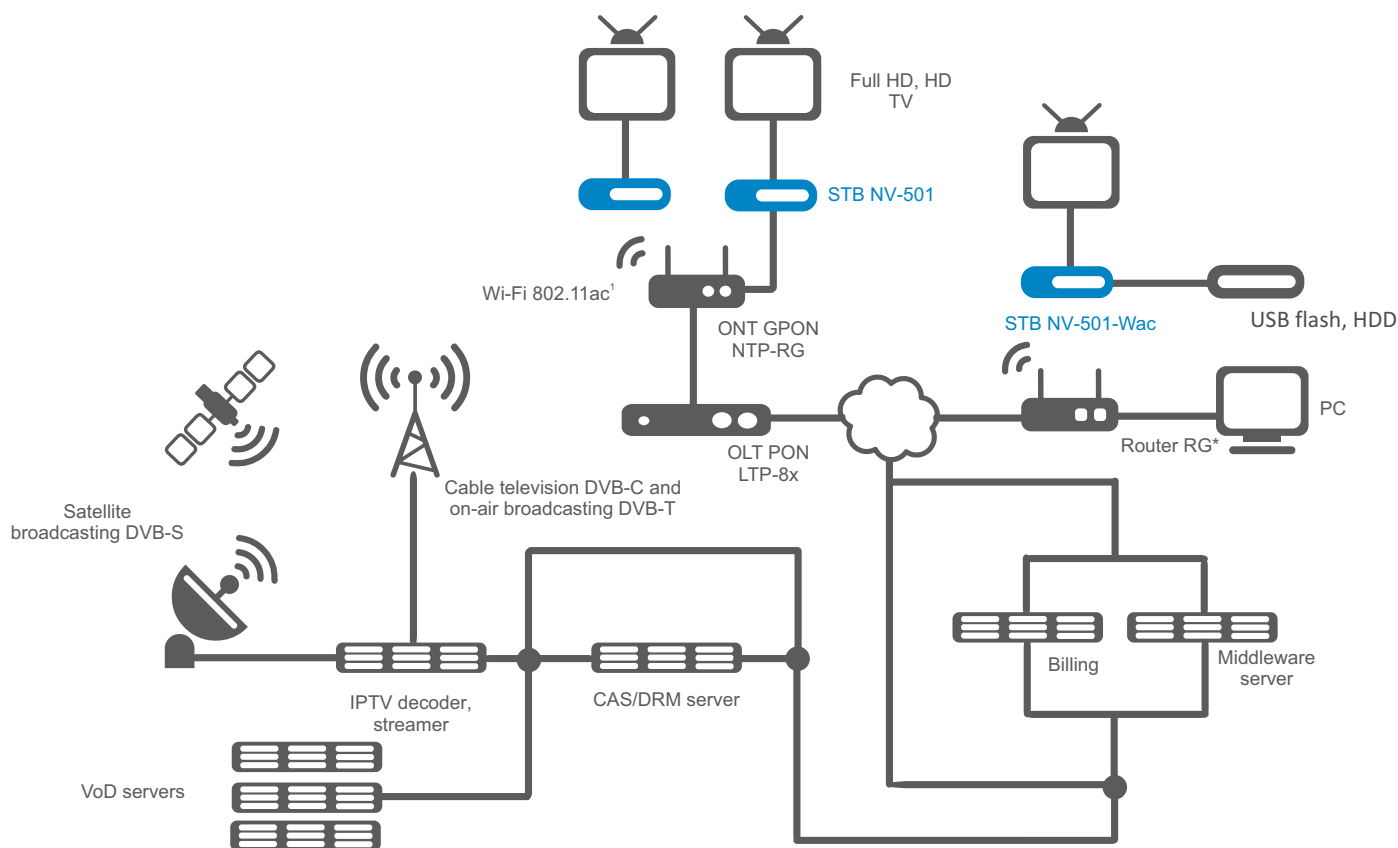 Full HD, HD
TV
STB NV-501
Wi-Fi 802.11ac¹
ONT GPON
NTP-RG
STB NV-501-Wac
USB flash, HDD
PC
Router RG*
OLT PON
LTP-8x
Cable television DVB-C and
on-air broadcasting DVB-T
Satellite
broadcasting DVB-S
IPTV decoder,
streamer
CAS/DRM server
Billing
Middleware
server
VoD servers